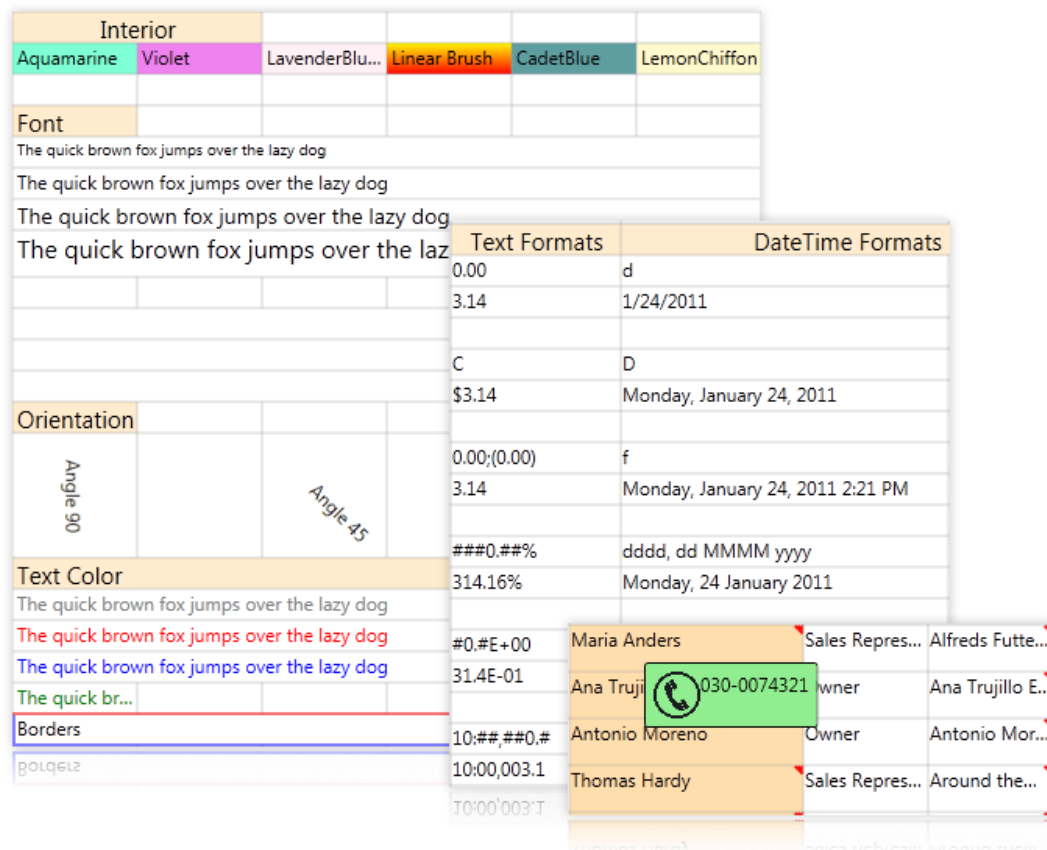 Interior
Aquamarine Violet LavenderBlu... Linear Brush CadetBlue LemonChiffon
Font
The quick brown fox jumps over the lazy dog
The quick brown fox jumps over the lazy dog
The quick brown fox jumps over the lazy dog
The quick brown fox jumps over the laz
Orientation
Angle 90
Angle 45
Text Color
The quick brown fox jumps over the lazy dog
The quick brown fox jumps over the lazy dog
The quick brown fox jumps over the lazy dog
The quick br...
Borders
Text Formats DateTime Formats
0.00 d
3.14 1/24/2011
C D
$3.14 Monday, January 24, 2011
0.00;(0.00) f
3.14 Monday, January 24, 2011 2:21 PM
###0.##% dddd, dd MMMM yyyy
314.16% Monday, 24 January 2011
#0.#E+00
31.4E-01
10:##,##0.#
10:00,003.1
Maria Anders Sales Repres... Alfreds Futte...
Ana Truji 030-0074321 wner Ana Trujillo E..
Antonio Moreno Owner Antonio Mor...
Thomas Hardy Sales Repres... Around the...